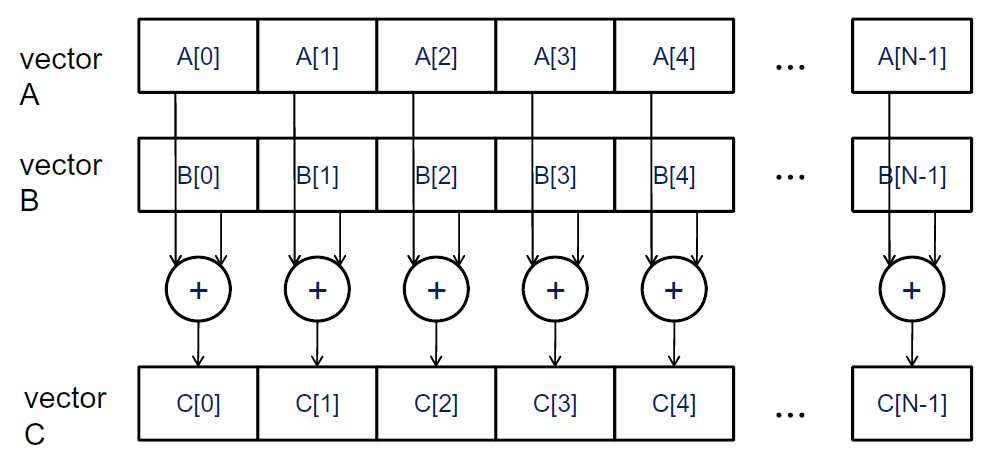 vector A
A[0] A[1] A[2] A[3] A[4] ... A[N-1]
vector B
B[0] B[1] B[2] B[3] B[4] ... B[N-1]
+ + + + + +
vector C
C[0] C[1] C[2] C[3] C[4] ... C[N-1]